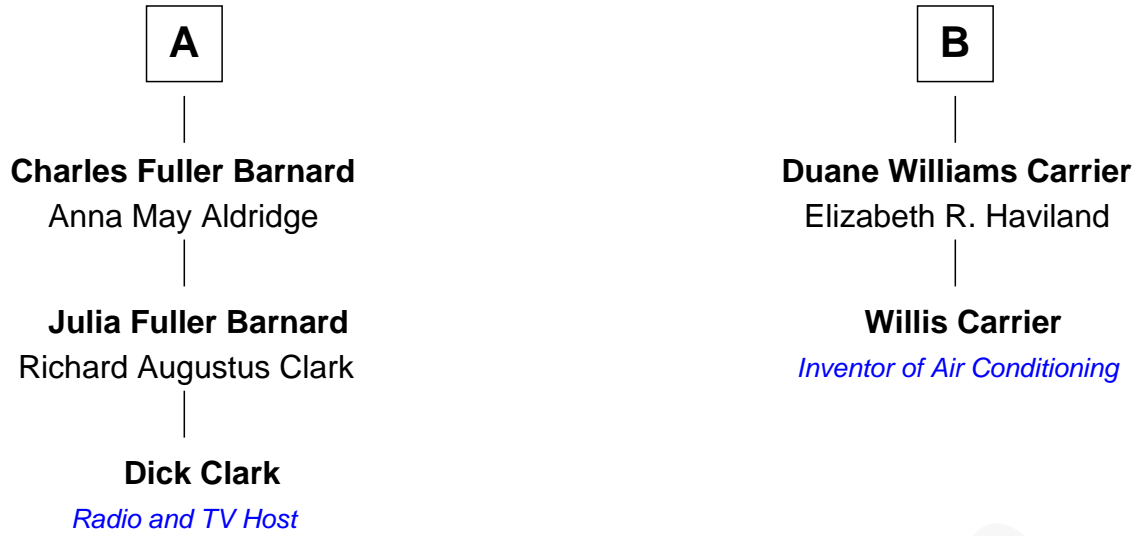 A
Charles Fuller Barnard
Anna May Aldridge
Julia Fuller Barnard
Richard Augustus Clark
Dick Clark
Radio and TV Host
B
Duane Williams Carrier
Elizabeth R. Haviland
Willis Carrier
Inventor of Air Conditioning